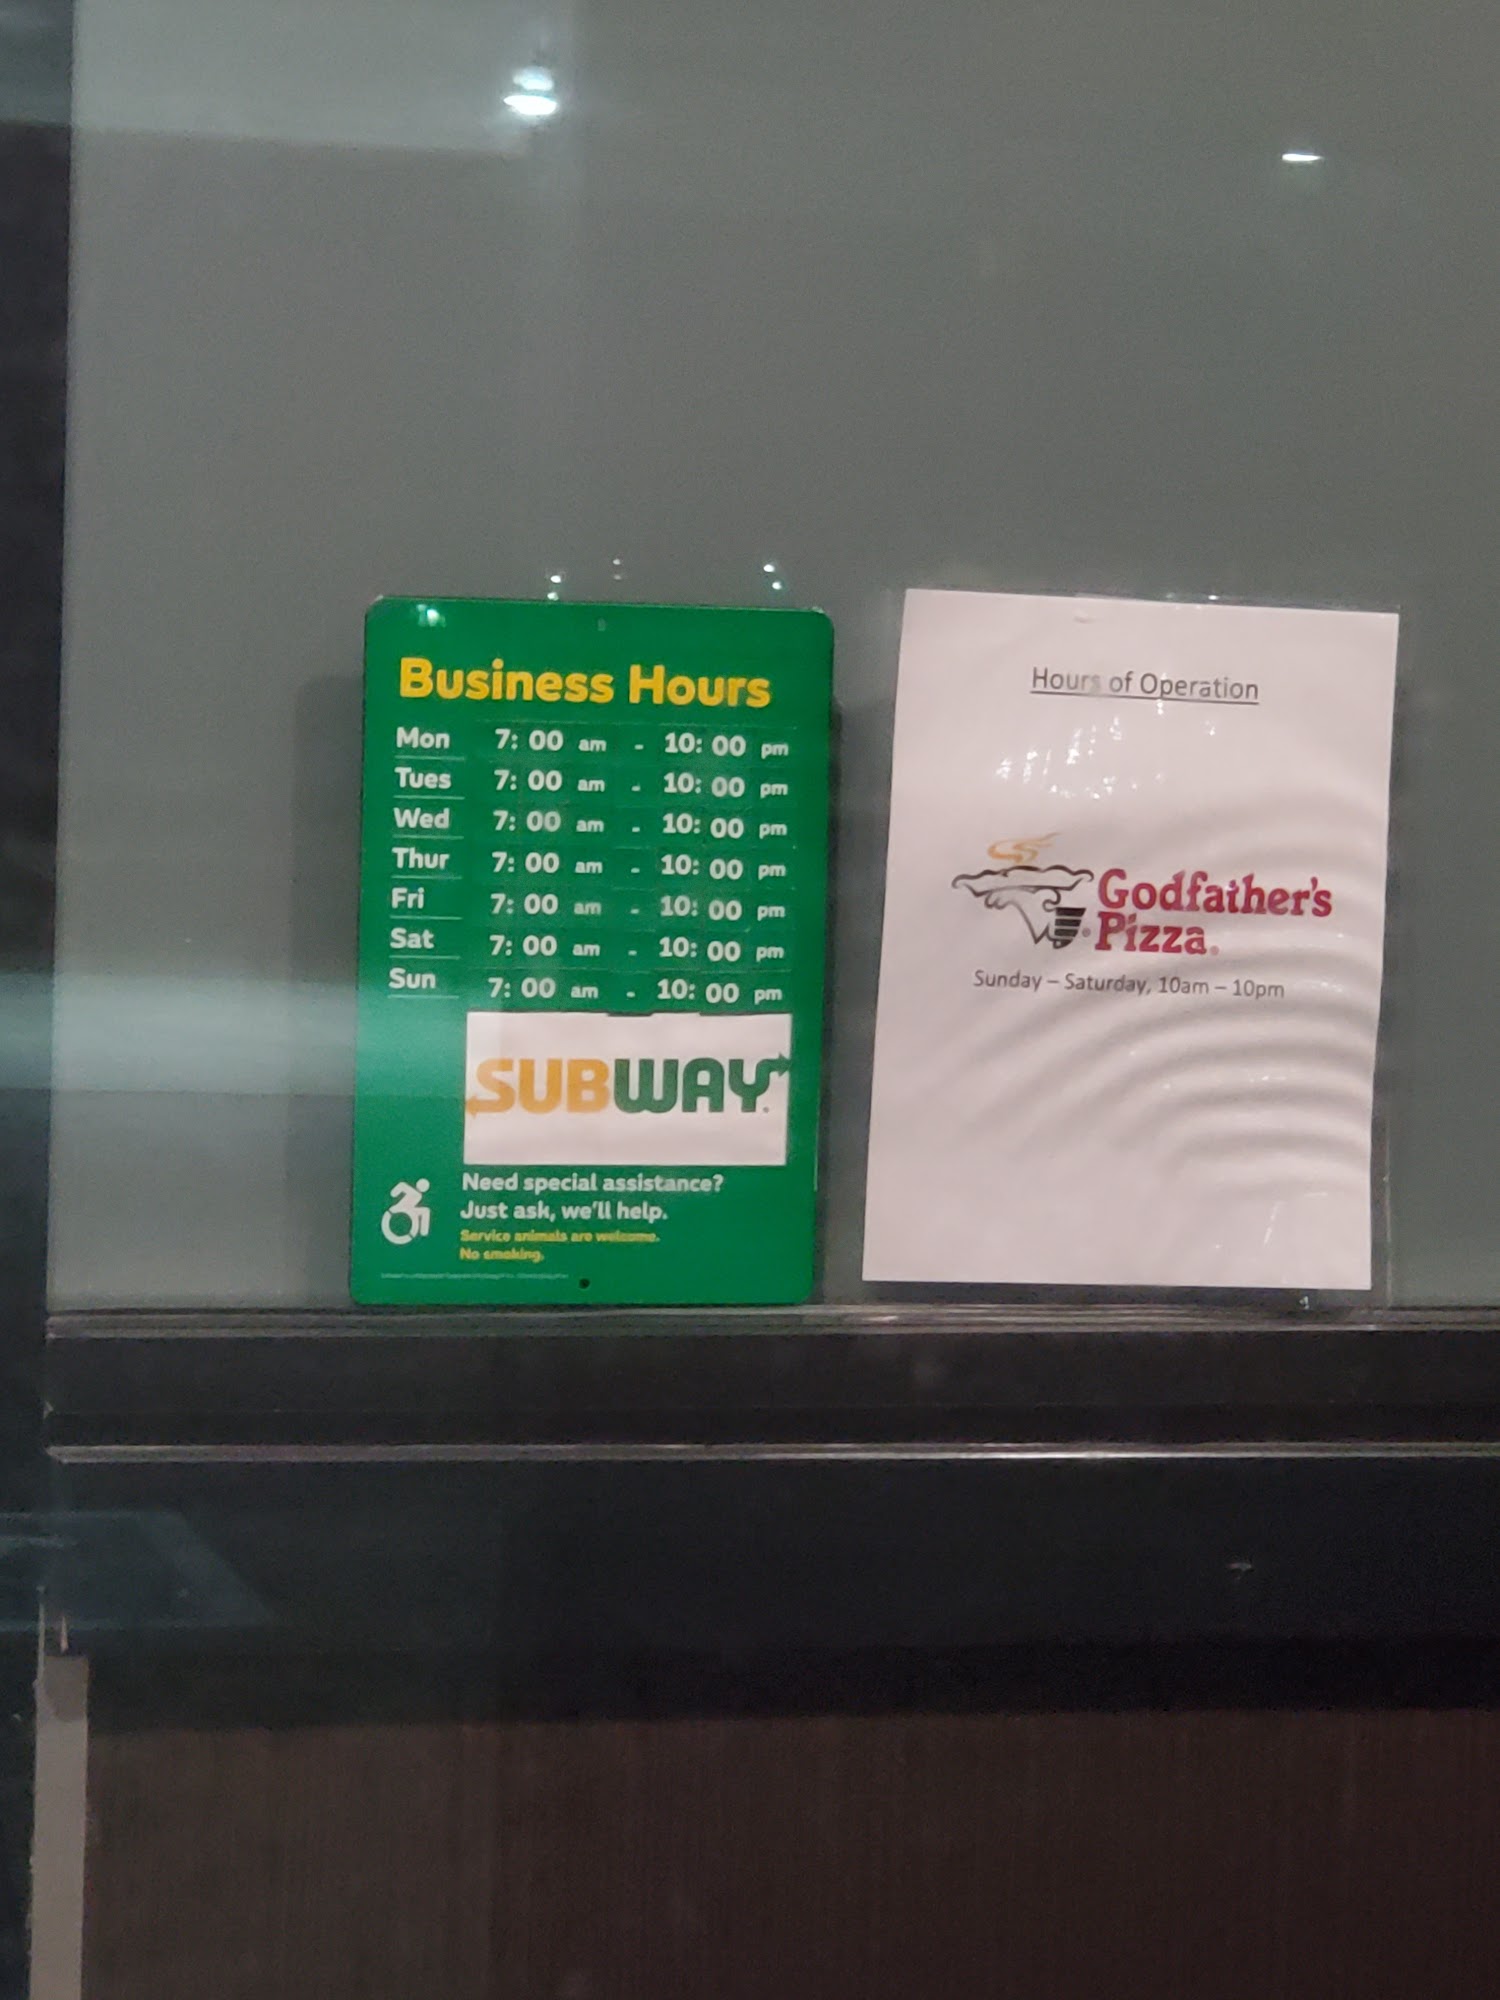 Business Hours
Mon 7: 00 am - 10: 00 pm
Tues 7: 00 am - 10: 00 pm
Wed 7: 00 am - 10: 00 pm
Thur 7: 00 am - 10: 00 pm
Fri 7: 00 am - 10: 00 pm
Sat 7: 00 am - 10: 00 pm
Sun 7: 00 am - 10: 00 pm
SUBWAY
Need special assistance?
Just ask, we'll help.
Service animals are welcome.
No smoking.
Hours of Operation
Godfather's
Pizza®
Sunday – Saturday, 10am – 10pm